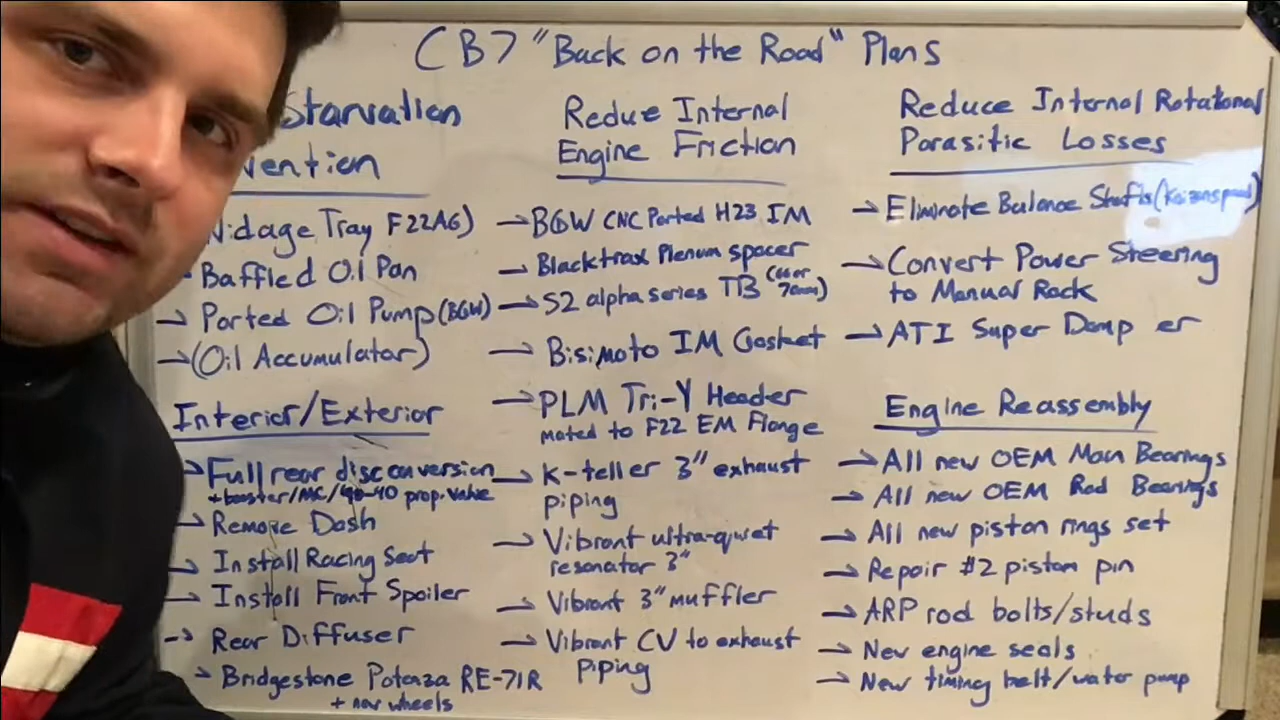 CB7 "Back on the Road" Plans
Starvation
vention
Windage Tray F22A6)
Baffled Oil Pan
→ Ported Oil Pump (BGW)
→ (Oil Accumulator)
Interior/Exterior
→ Full rear disc conversion
+ booster/MC/40-40 prop. valve
→ Remove Dash
→ Install Racing Seat
→ Install Front Spoiler
→ Rear Diffuser
→ Bridgestone Potenza RE-71R
+ new wheels
Reduce Internal
Engine Friction
→ BGW CNC Ported H23 IM
→ Blacktrax Plenum spacer
→ S2 alpha series TB (66 or
70mm)
→ Bisimoto IM Gasket
→ PLM Tri-Y Header
mated to F22 EM Flange
→ K-teller 3" exhaust
piping
→ Vibrant ultra-quiet
resonator 3"
→ Vibrant 3" muffler
→ Vibrant CV to exhaust
piping
Reduce Internal Rotational
Parasitic Losses
→ Eliminate Balance Shafts (Kaizenspeed)
→ Convert Power Steering
to Manual Rack
→ ATI Super Damp er
Engine Reassembly
→ All new OEM Main Bearings
→ All new OEM Rod Bearings
→ All new piston rings set
→ Repair #2 piston pin
→ ARP rod bolts/studs
→ New engine seals
→ New timing belt/water pump